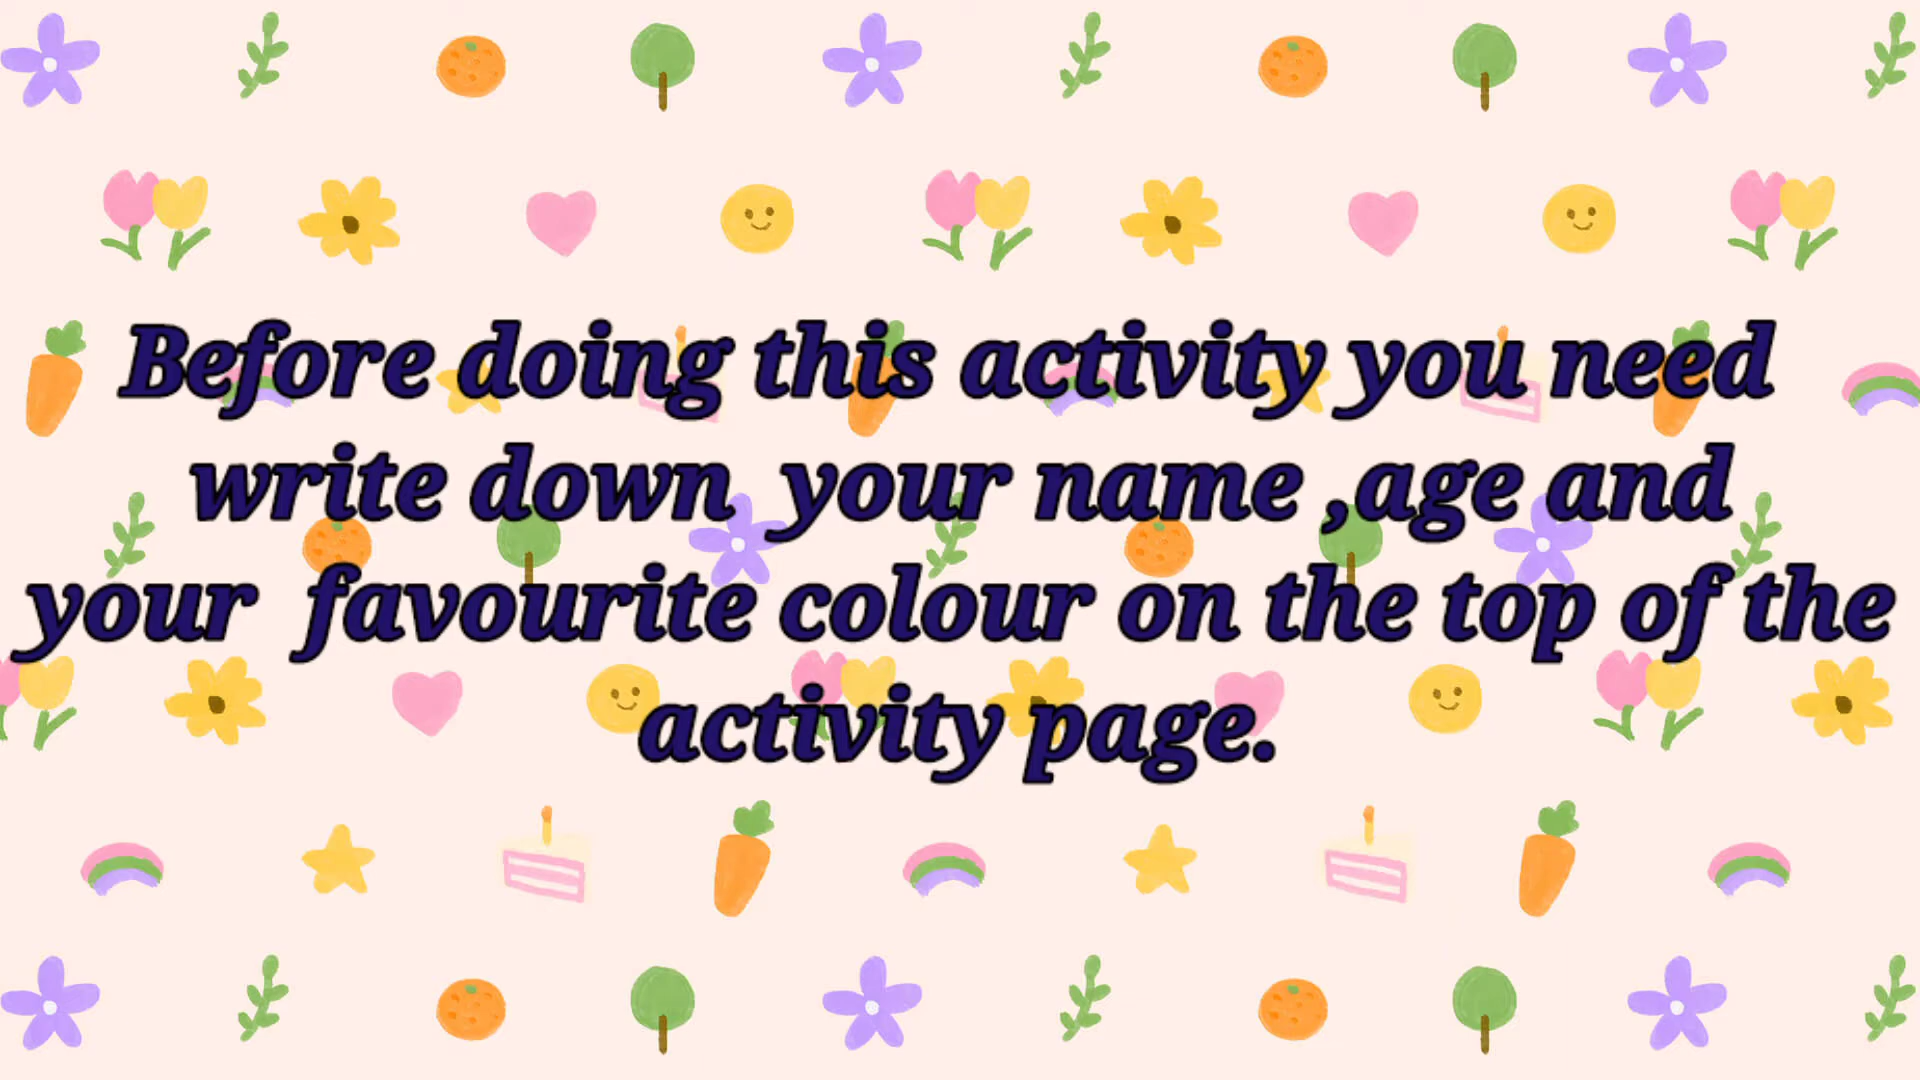 Before doing this activity you need
write down your name ,age and
your favourite colour on the top of the
activity page.